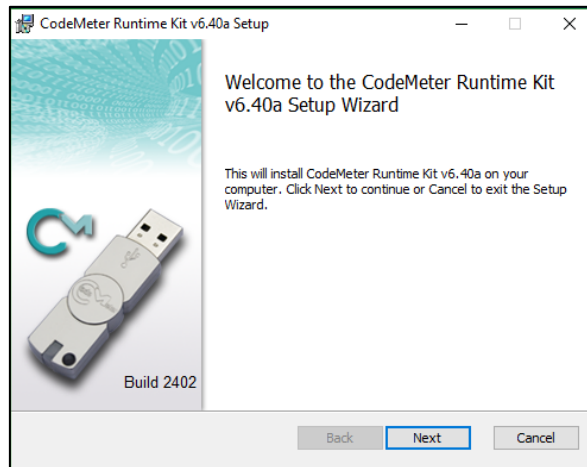 CodeMeter Runtime Kit v6.40a Setup
Welcome to the CodeMeter Runtime Kit
v6.40a Setup Wizard
This will install CodeMeter Runtime Kit v6.40a on your
computer. Click Next to continue or Cancel to exit the Setup
Wizard.
Build 2402
Back
Next
Cancel